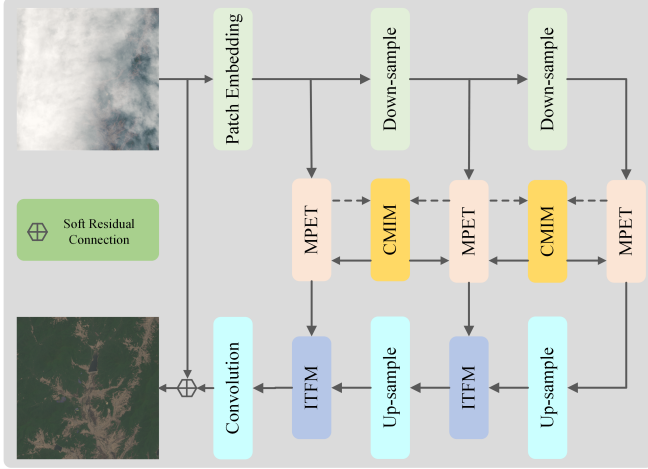 Patch Embedding
Down-sample
Down-sample
MPET
CMIM
MPET
CMIM
MPET
Soft Residual
Connection
Convolution
ITFM
Up-sample
ITFM
Up-sample